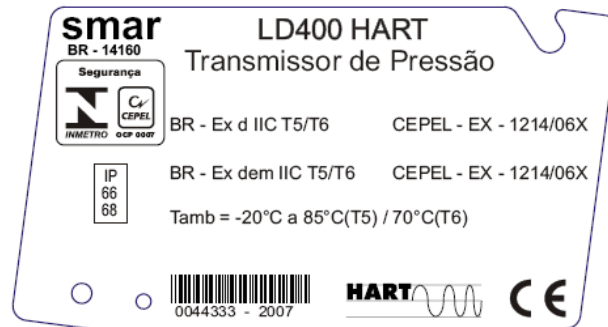 smar
BR - 14160
LD400 HART
Transmissor de Pressão
Segurança
INMETRO
CEPEL
OCP 0007
BR - Ex d IIC T5/T6 CEPEL - EX - 1214/06X
BR - Ex dem IIC T5/T6 CEPEL - EX - 1214/06X
IP
66
68
Tamb = -20°C a 85°C(T5) / 70°C(T6)
0044333 - 2007
HART
CE